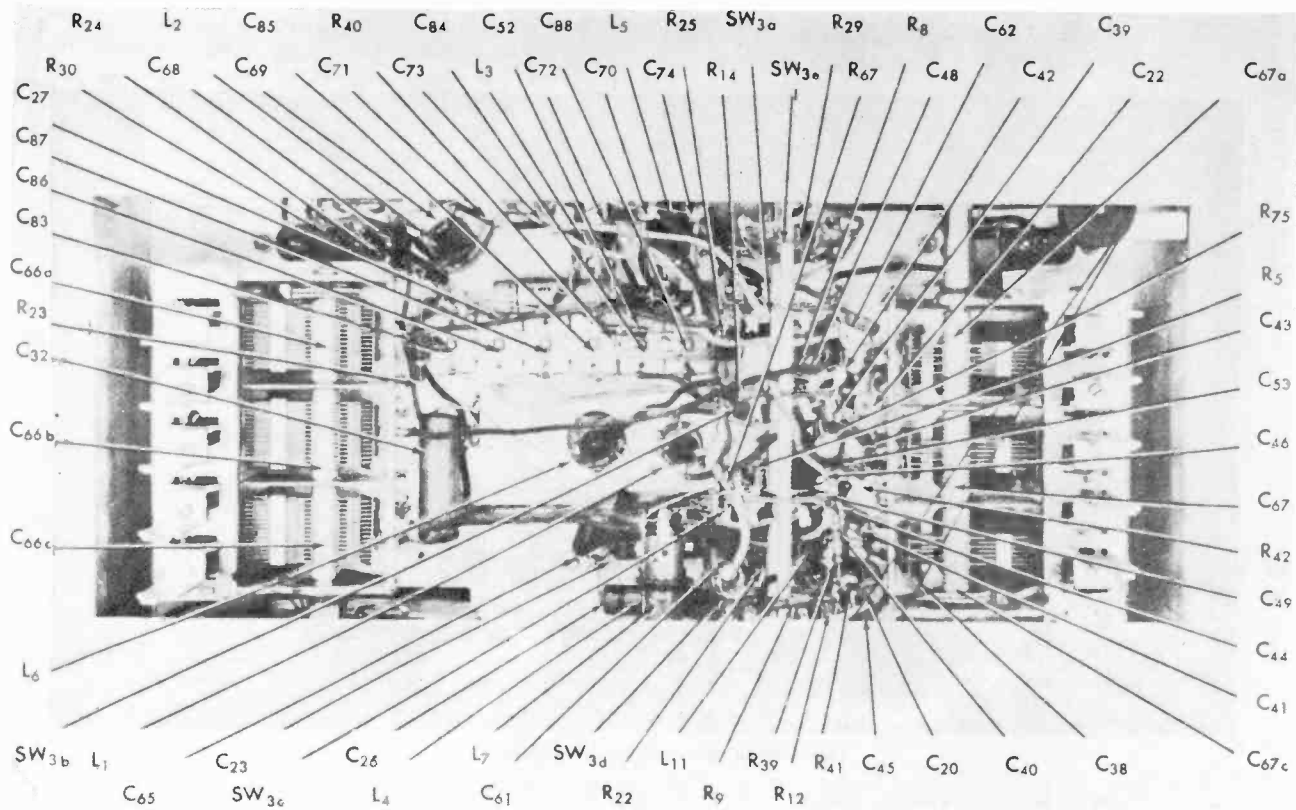 R24 L2 C85 R40 C84 C52 C88 L5 R25 SW3a R29 R8 C62 C39
R30 C68 C69 C71 C73 L3 C72 C70 C74 R14 SW3e R67 C48 C42 C22 C67a
C27
C87
C86
C83
C66a
R23
C32
C66b
C66c
L6
R75
R5
C43
C53
C46
C67
R42
C49
C44
C41
SW3b L1 C23 C26 L7 SW3d L11 R39 R41 C45 C20 C40 C38 C67c
C65 SW3c L4 C61 R22 R9 R12